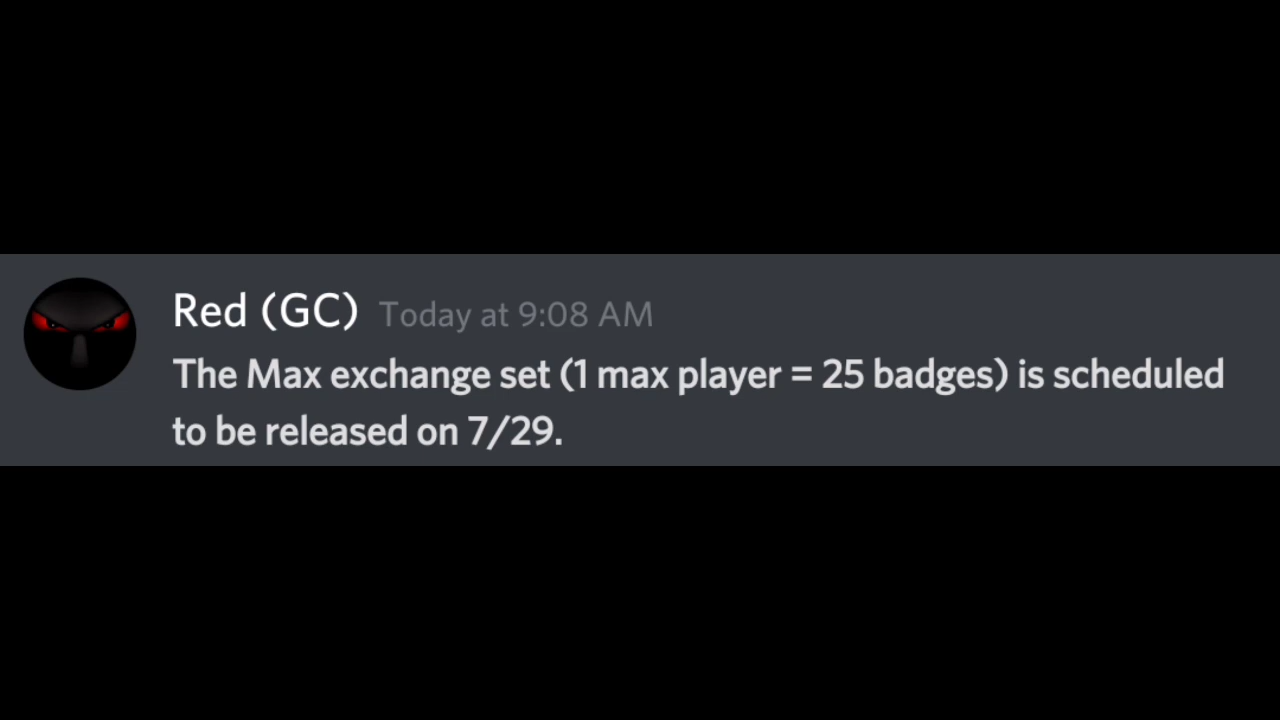 Red (GC) Today at 9:08 AM
The Max exchange set (1 max player = 25 badges) is scheduled
to be released on 7/29.